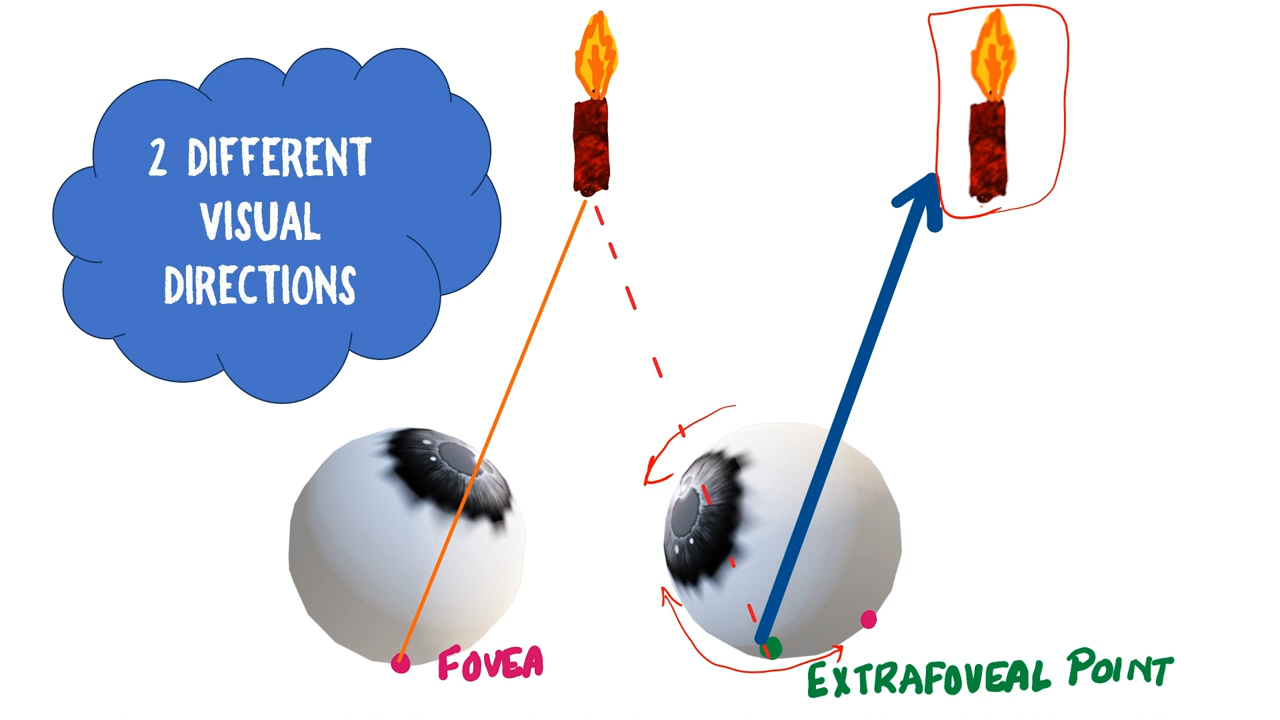 2 DIFFERENT
VISUAL
DIRECTIONS
FOVEA
EXTRAFOVEAL POINT